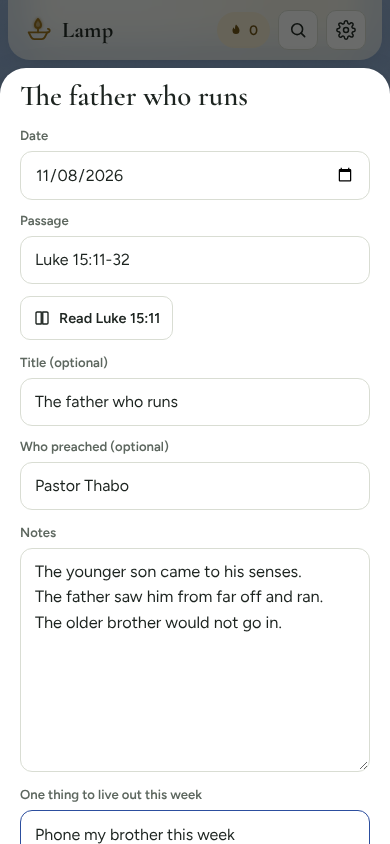 Lamp
0
The father who runs
Date
11/08/2026
Passage
Luke 15:11-32
Read Luke 15:11
Title (optional)
The father who runs
Who preached (optional)
Pastor Thabo
Notes
The younger son came to his senses.
The father saw him from far off and ran.
The older brother would not go in.
One thing to live out this week
Phone my brother this week